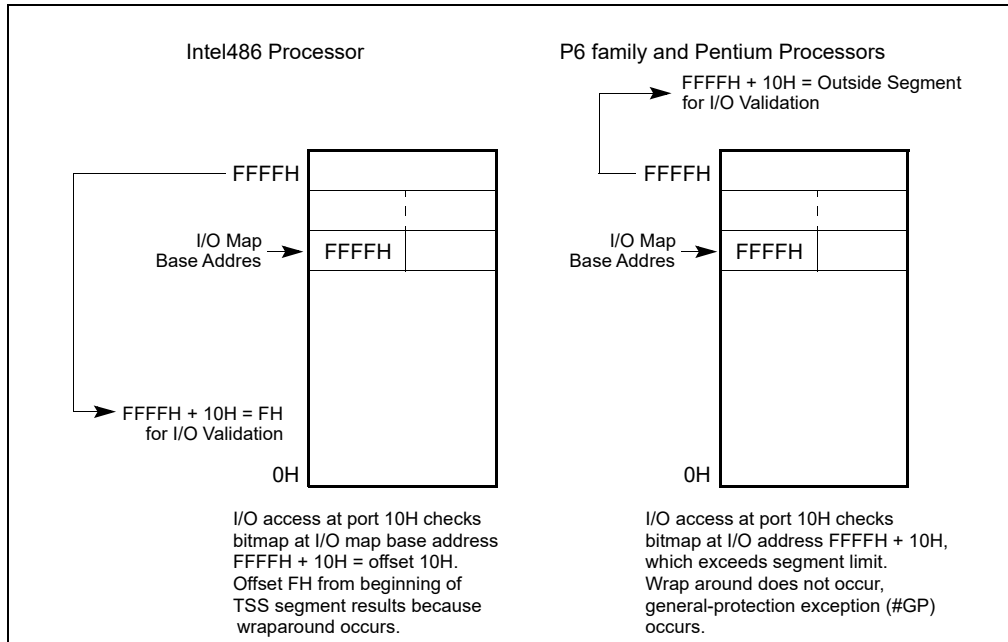 Intel486 Processor
FFFFH
I/O Map
Base Addres
FFFFH
FFFFH + 10H = FH
for I/O Validation
0H
I/O access at port 10H checks
bitmap at I/O map base address
FFFFH + 10H = offset 10H.
Offset FH from beginning of
TSS segment results because
wraparound occurs.
P6 family and Pentium Processors
FFFFH + 10H = Outside Segment
for I/O Validation
FFFFH
I/O Map
Base Addres
FFFFH
0H
I/O access at port 10H checks
bitmap at I/O address FFFFH + 10H,
which exceeds segment limit.
Wrap around does not occur,
general-protection exception (#GP)
occurs.